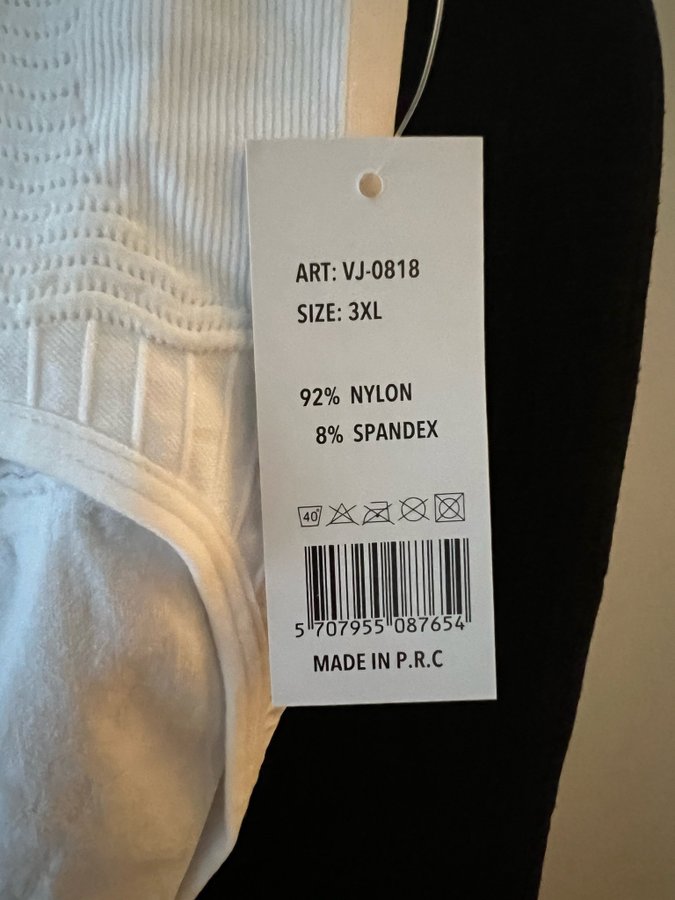 ART: VJ-0818
SIZE: 3XL
92% NYLON
8% SPANDEX
40°
5 707955 087654
MADE IN P.R.C